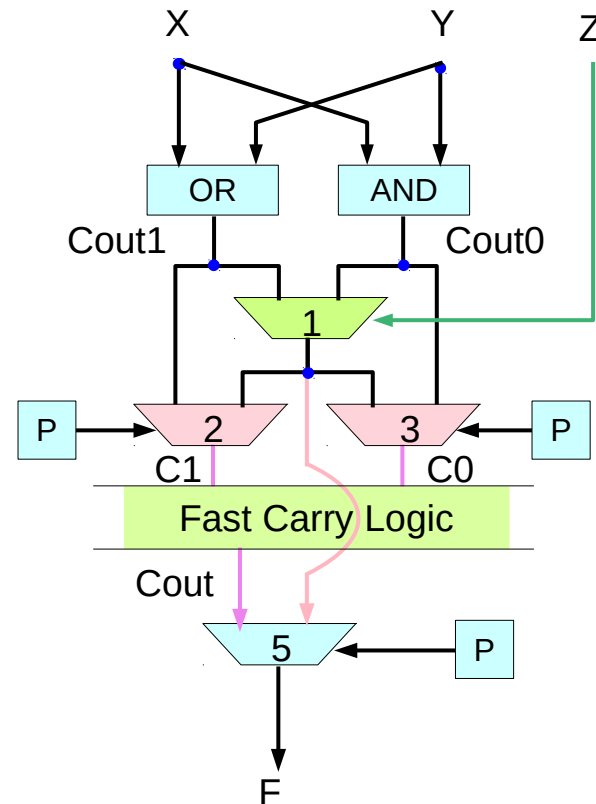 X Y Z
OR AND
Cout1 Cout0
1
P 2 3 P
C1 C0
Fast Carry Logic
Cout
5 P
F